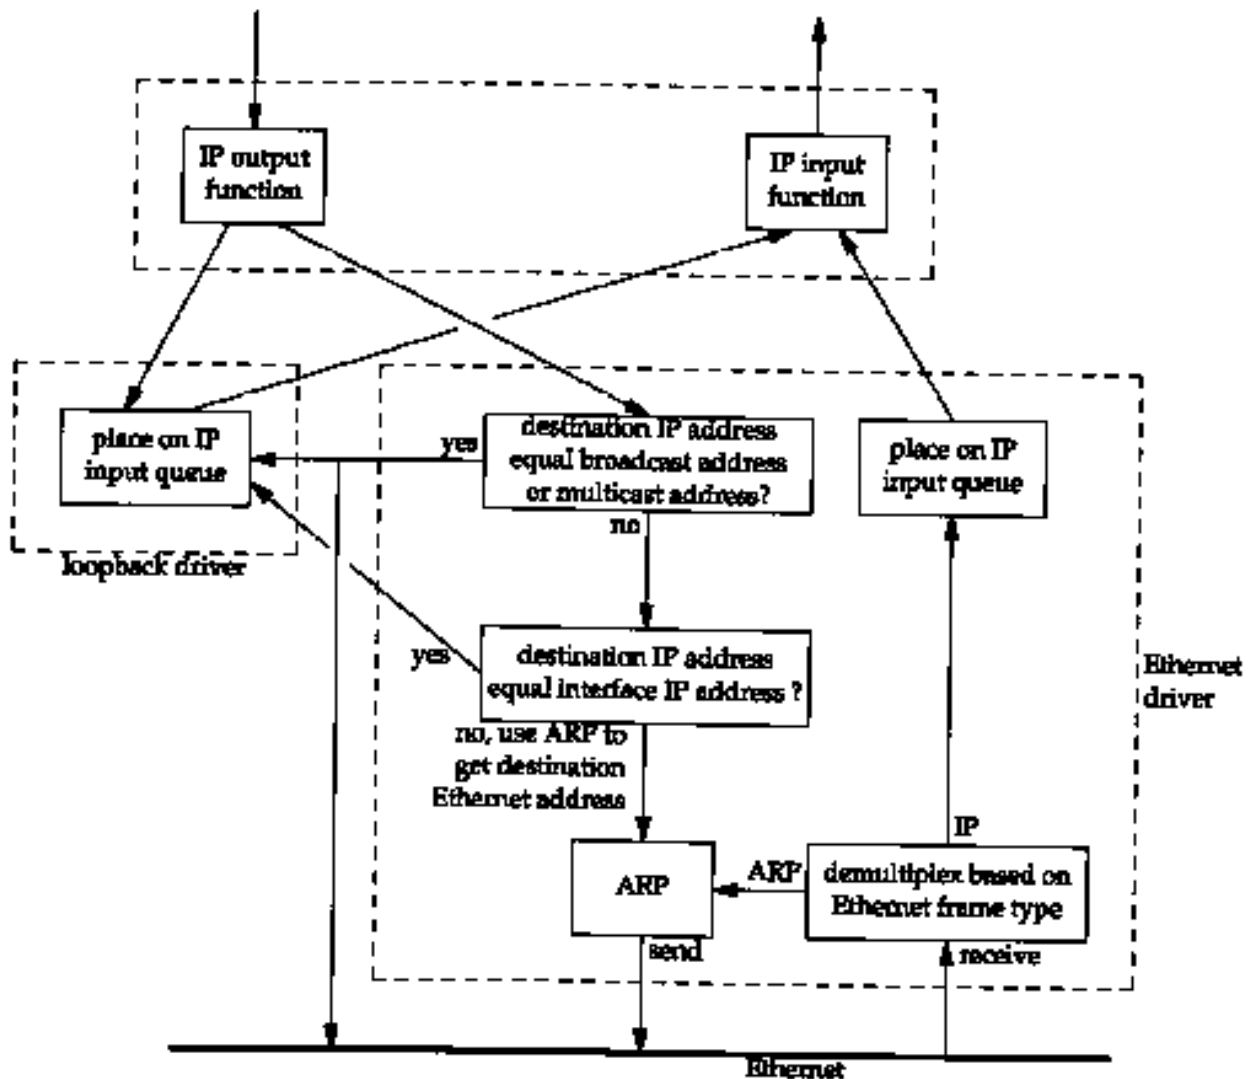 IP output
function
IP input
function
place on IP
input queue
loopback driver
yes
destination IP address
equal broadcast address
or multicast address?
no
place on IP
input queue
yes
destination IP address
equal interface IP address ?
no, use ARP to
get destination
Ethernet address
Ethernet
driver
IP
ARP
ARP
demultiplex based on
Ethernet frame type
send
receive
Ethernet